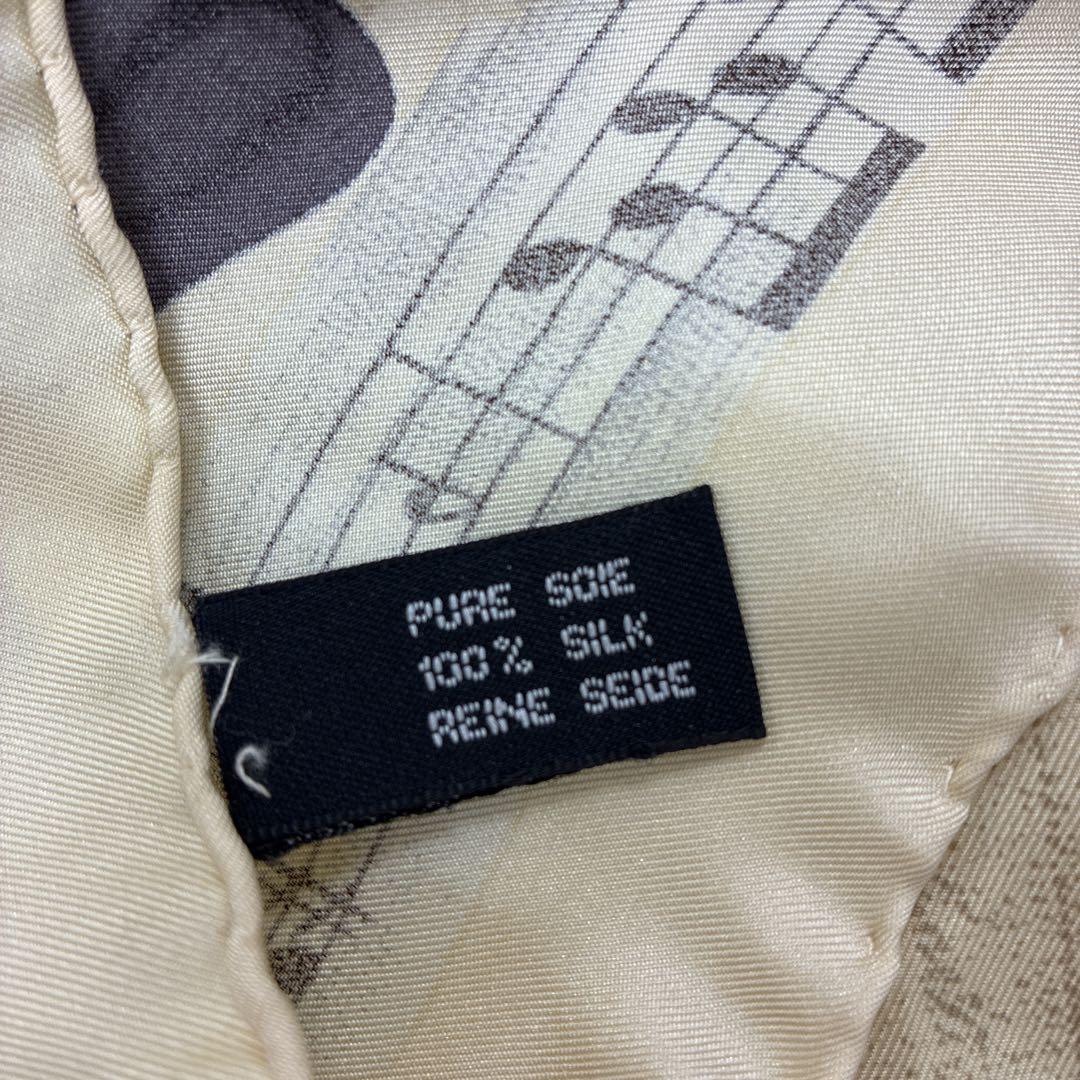 PURE SOIE
100% SILK
REINE SEIDE